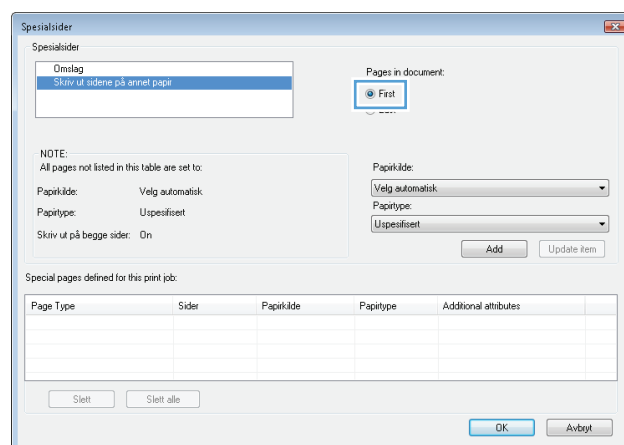 Spesialsider
Spesialsider
Omslag
Skriv ut sidene på annet papir
Pages in document:
First
NOTE:
All pages not listed in this table are set to:
Papirkilde: Velg automatisk
Papirtype: Uspesifisert
Skriv ut på begge sider: On
Papirkilde:
Velg automatisk
Papirtype:
Uspesifisert
Add Update item
Special pages defined for this print job:
Page Type Sider Papirkilde Papirtype Additional attributes
Slett Slett alle
OK Avbryt